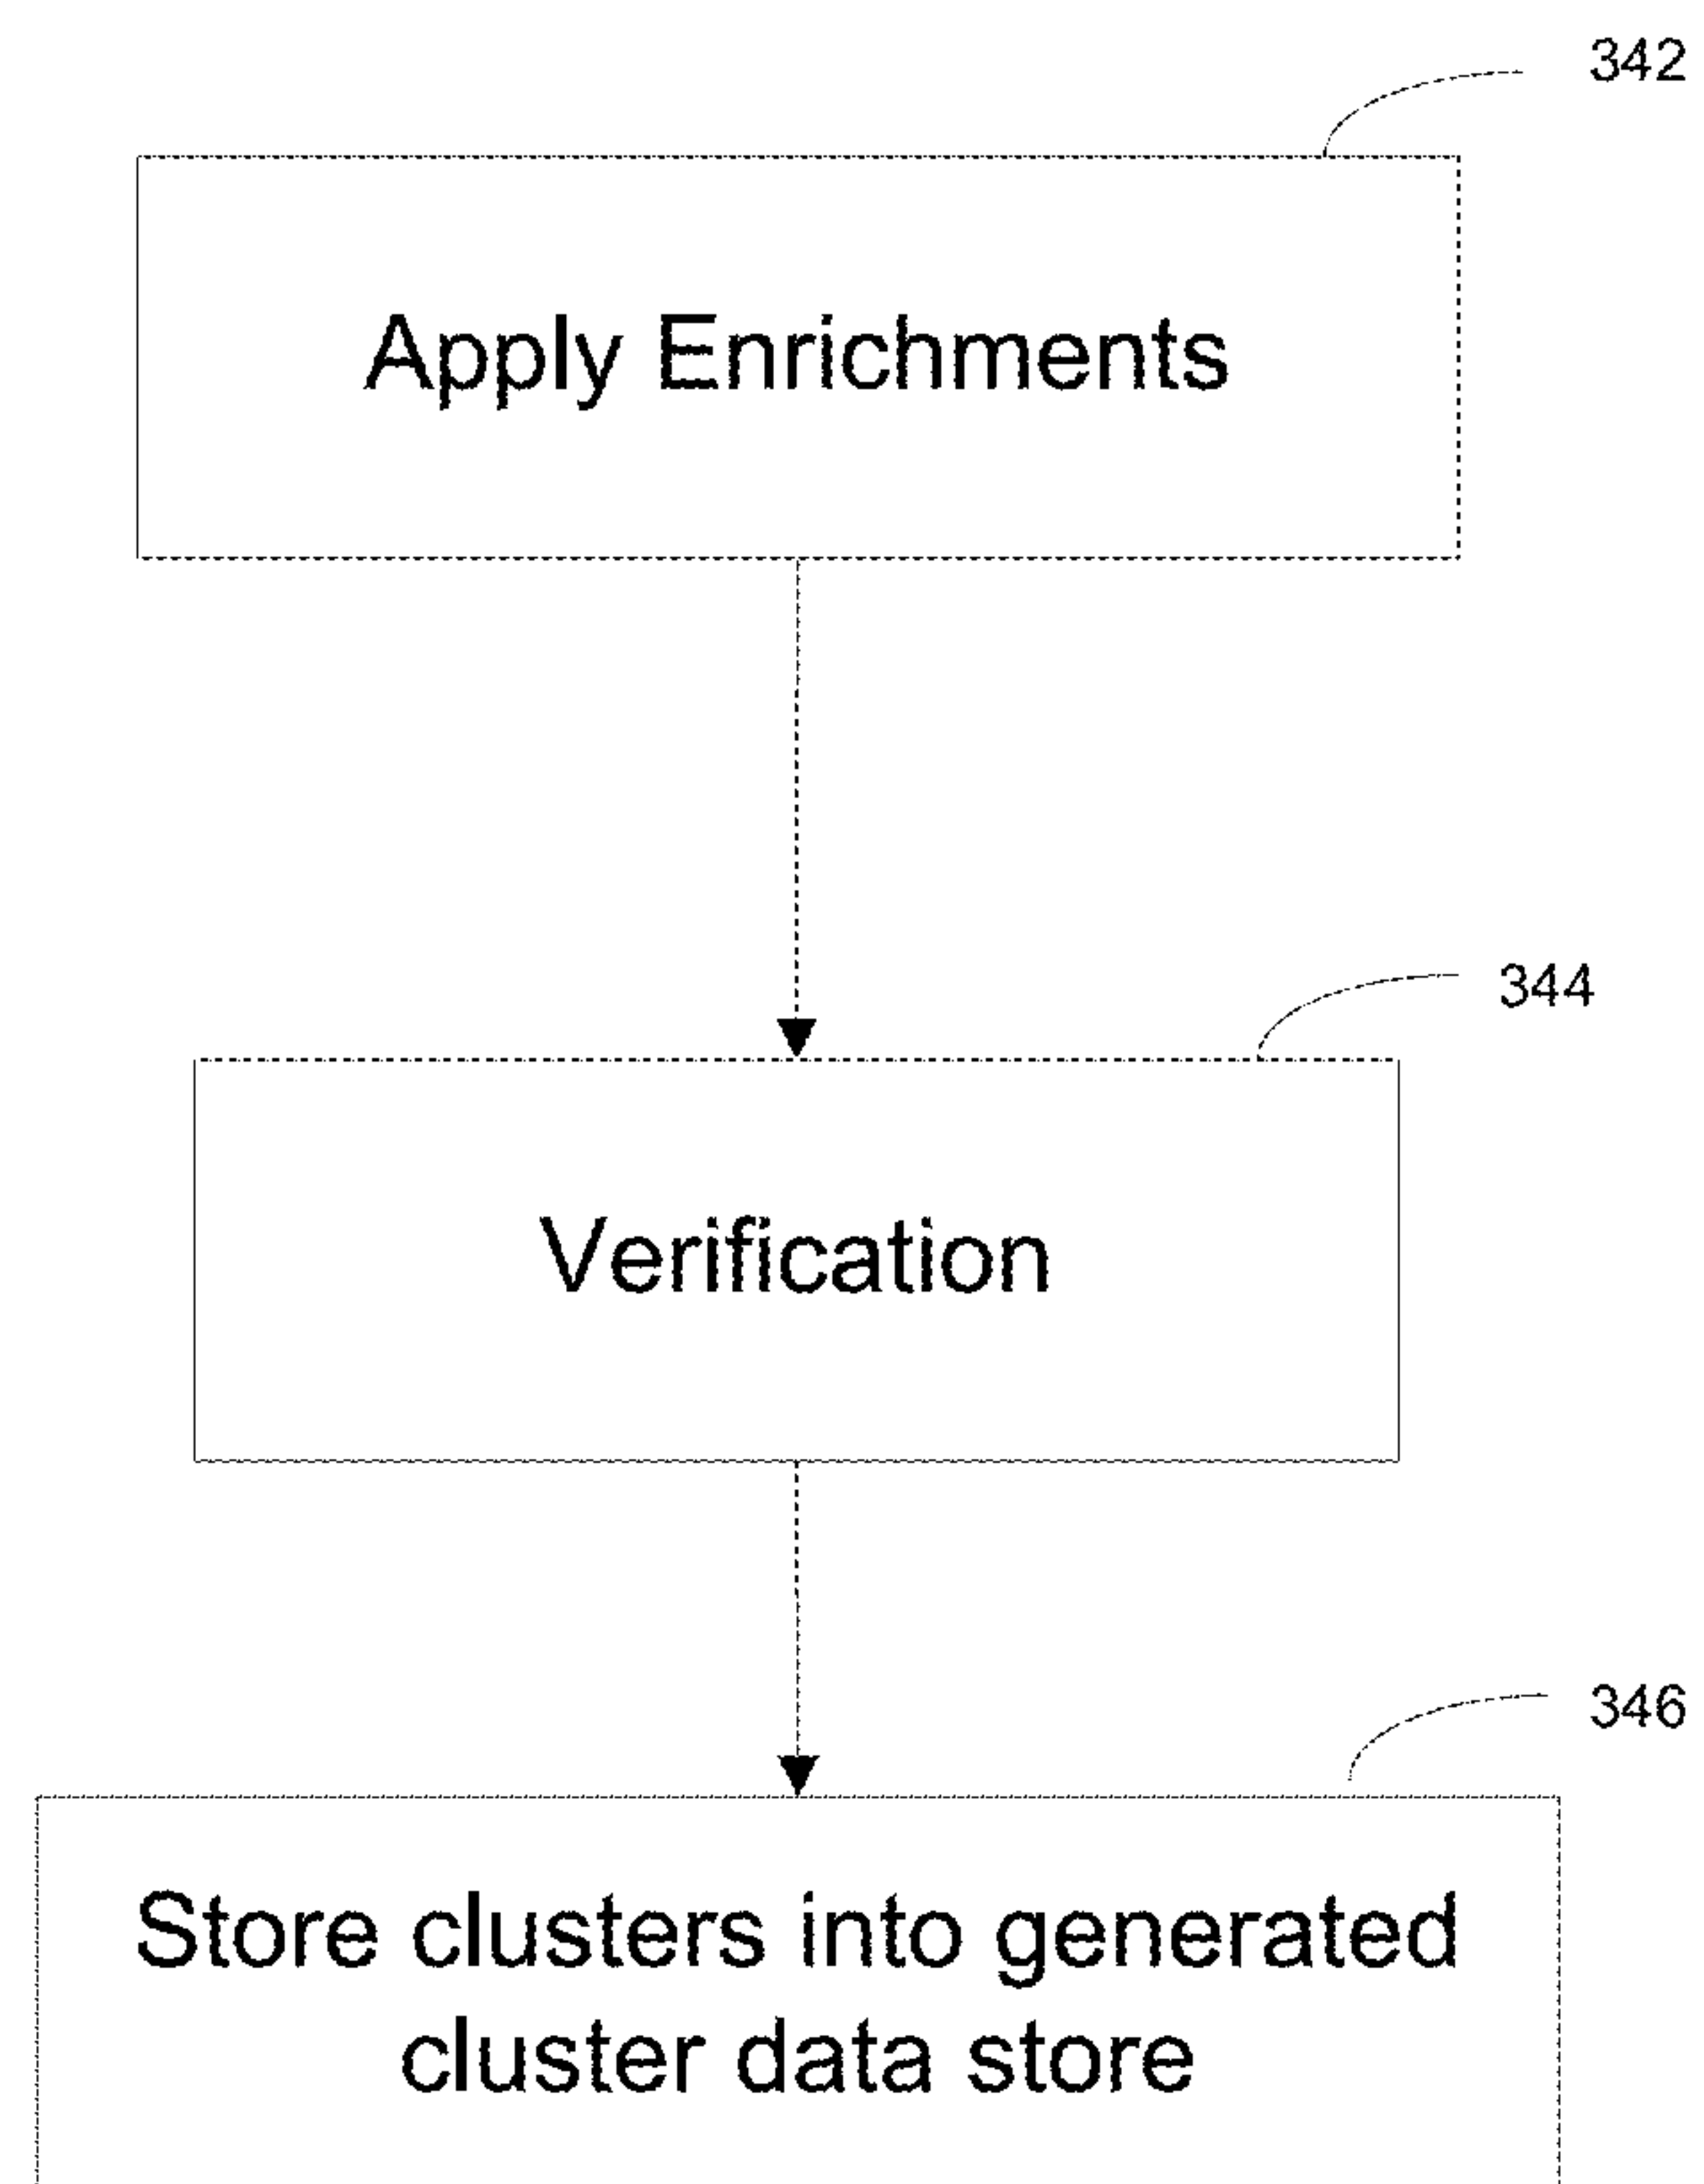 342
Apply Enrichments
344
Verification
346
Store clusters into generated
cluster data store